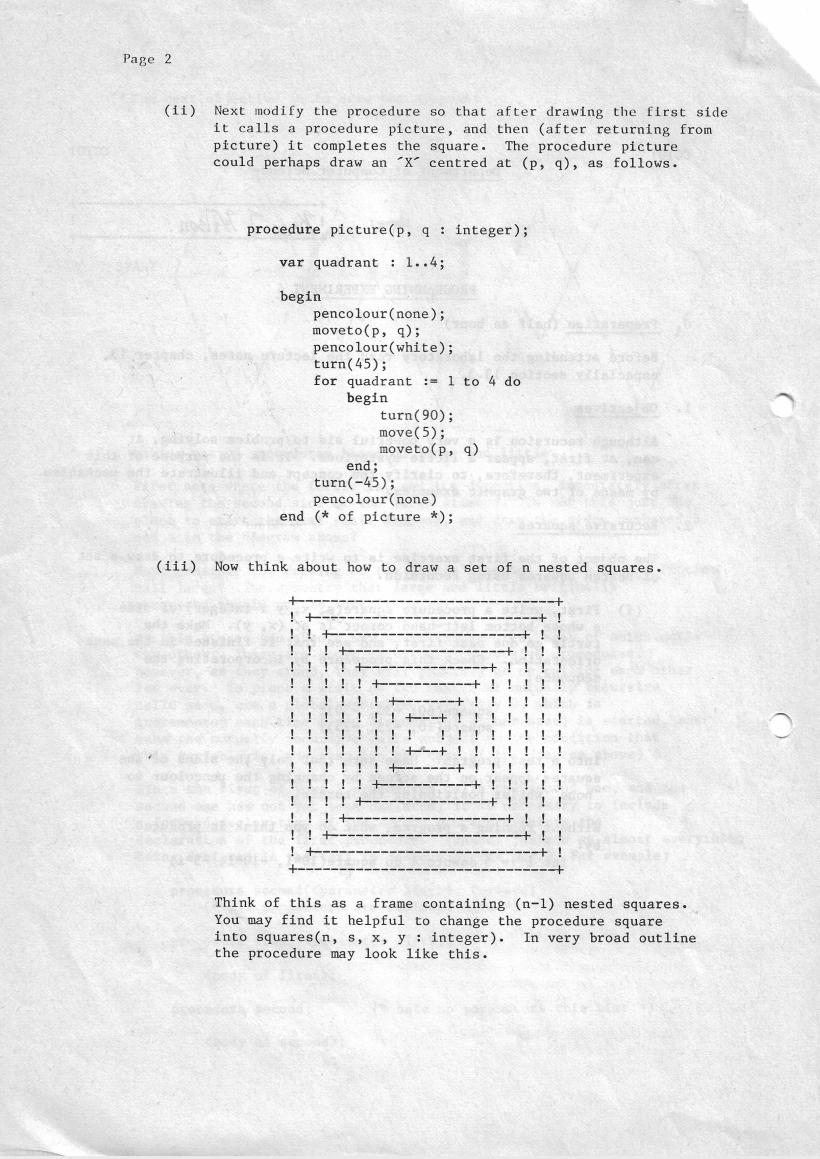 Page 2
(ii) Next modify the procedure so that after drawing the first side
it calls a procedure picture, and then (after returning from
picture) it completes the square. The procedure picture
could perhaps draw an ´X´ centred at (p, q), as follows.
procedure picture(p, q : integer);
var quadrant : 1..4;
begin
pencolour(none);
moveto(p, q);
pencolour(white);
turn(45);
for quadrant := 1 to 4 do
begin
turn(90);
move(5);
moveto(p, q)
end;
turn(-45);
pencolour(none)
end (* of picture *);
(iii) Now think about how to draw a set of n nested squares.
+--------------------------------+
! +----------------------------+ !
! ! +------------------------+ ! !
! ! ! +--------------------+ ! ! !
! ! ! ! +----------------+ ! ! ! !
! ! ! ! ! +------------+ ! ! ! ! !
! ! ! ! ! ! +--------+ ! ! ! ! ! !
! ! ! ! ! ! ! +----+ ! ! ! ! ! ! !
! ! ! ! ! ! ! !    ! ! ! ! ! ! ! !
! ! ! ! ! ! ! +----+ ! ! ! ! ! ! !
! ! ! ! ! ! +--------+ ! ! ! ! ! !
! ! ! ! ! +------------+ ! ! ! ! !
! ! ! ! +----------------+ ! ! ! !
! ! ! +--------------------+ ! ! !
! ! +------------------------+ ! !
! +----------------------------+ !
+--------------------------------+
Think of this as a frame containing (n-1) nested squares.
You may find it helpful to change the procedure square
into squares(n, s, x, y : integer). In very broad outline
the procedure may look like this.